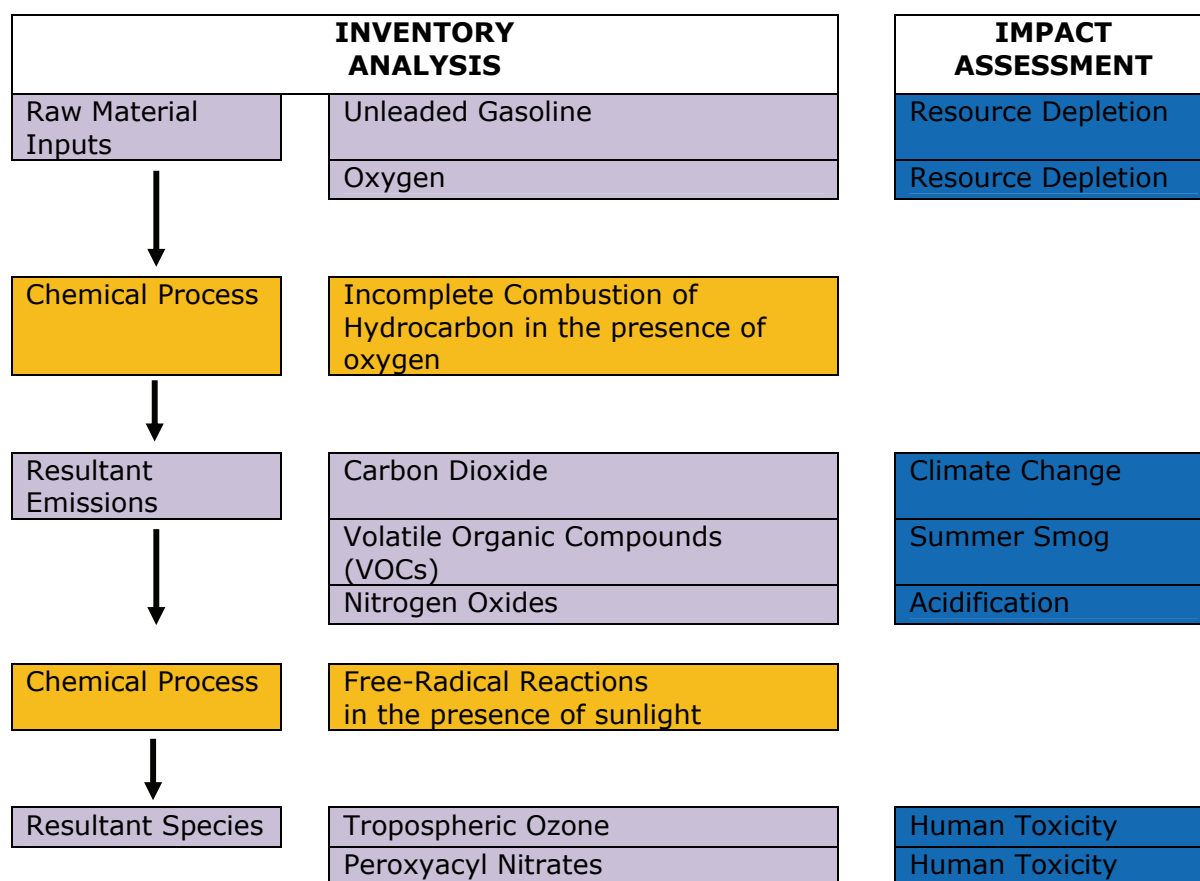 INVENTORY
ANALYSIS
IMPACT
ASSESSMENT
Raw Material
Inputs
Unleaded Gasoline
Resource Depletion
Oxygen
Resource Depletion
Chemical Process
Incomplete Combustion of
Hydrocarbon in the presence of
oxygen
Resultant
Emissions
Carbon Dioxide
Climate Change
Volatile Organic Compounds
(VOCs)
Summer Smog
Nitrogen Oxides
Acidification
Chemical Process
Free-Radical Reactions
in the presence of sunlight
Resultant Species
Tropospheric Ozone
Human Toxicity
Peroxyacyl Nitrates
Human Toxicity